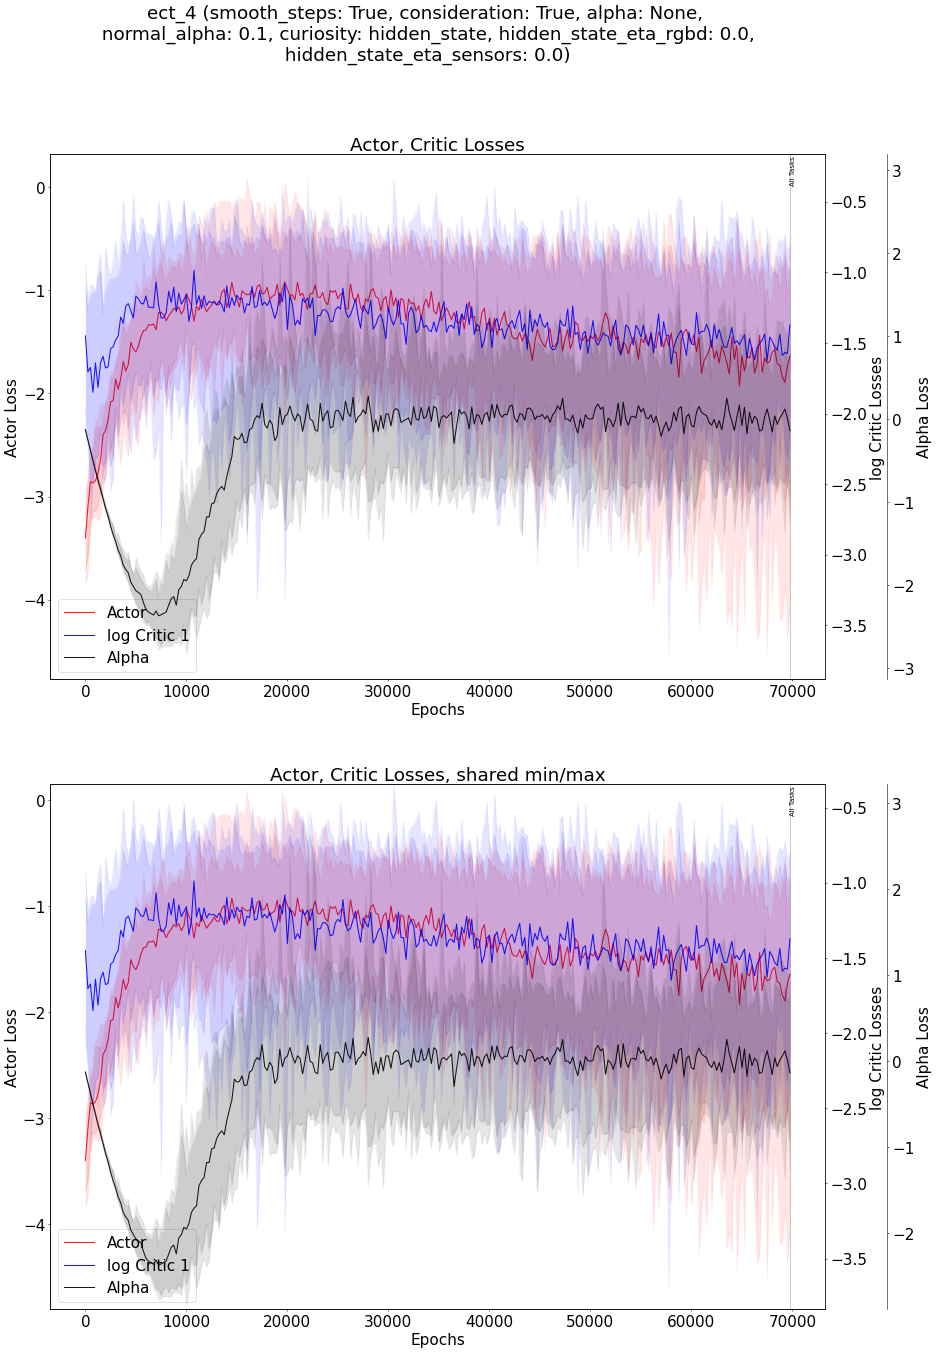 ect_4 (smooth_steps: True, consideration: True, alpha: None,
normal_alpha: 0.1, curiosity: hidden_state, hidden_state_eta_rgbd: 0.0,
hidden_state_eta_sensors: 0.0)
Actor, Critic Losses
All Tasks
0
−1
−2
−3
−4
Actor Loss
−0.5
−1.0
−1.5
−2.0
−2.5
−3.0
−3.5
log Critic Losses
3
2
1
0
−1
−2
−3
Alpha Loss
Actor
log Critic 1
Alpha
0 10000 20000 30000 40000 50000 60000 70000
Epochs
Actor, Critic Losses, shared min/max
All Tasks
0
−1
−2
−3
−4
Actor Loss
−0.5
−1.0
−1.5
−2.0
−2.5
−3.0
−3.5
log Critic Losses
3
2
1
0
−1
−2
Alpha Loss
Actor
log Critic 1
Alpha
0 10000 20000 30000 40000 50000 60000 70000
Epochs